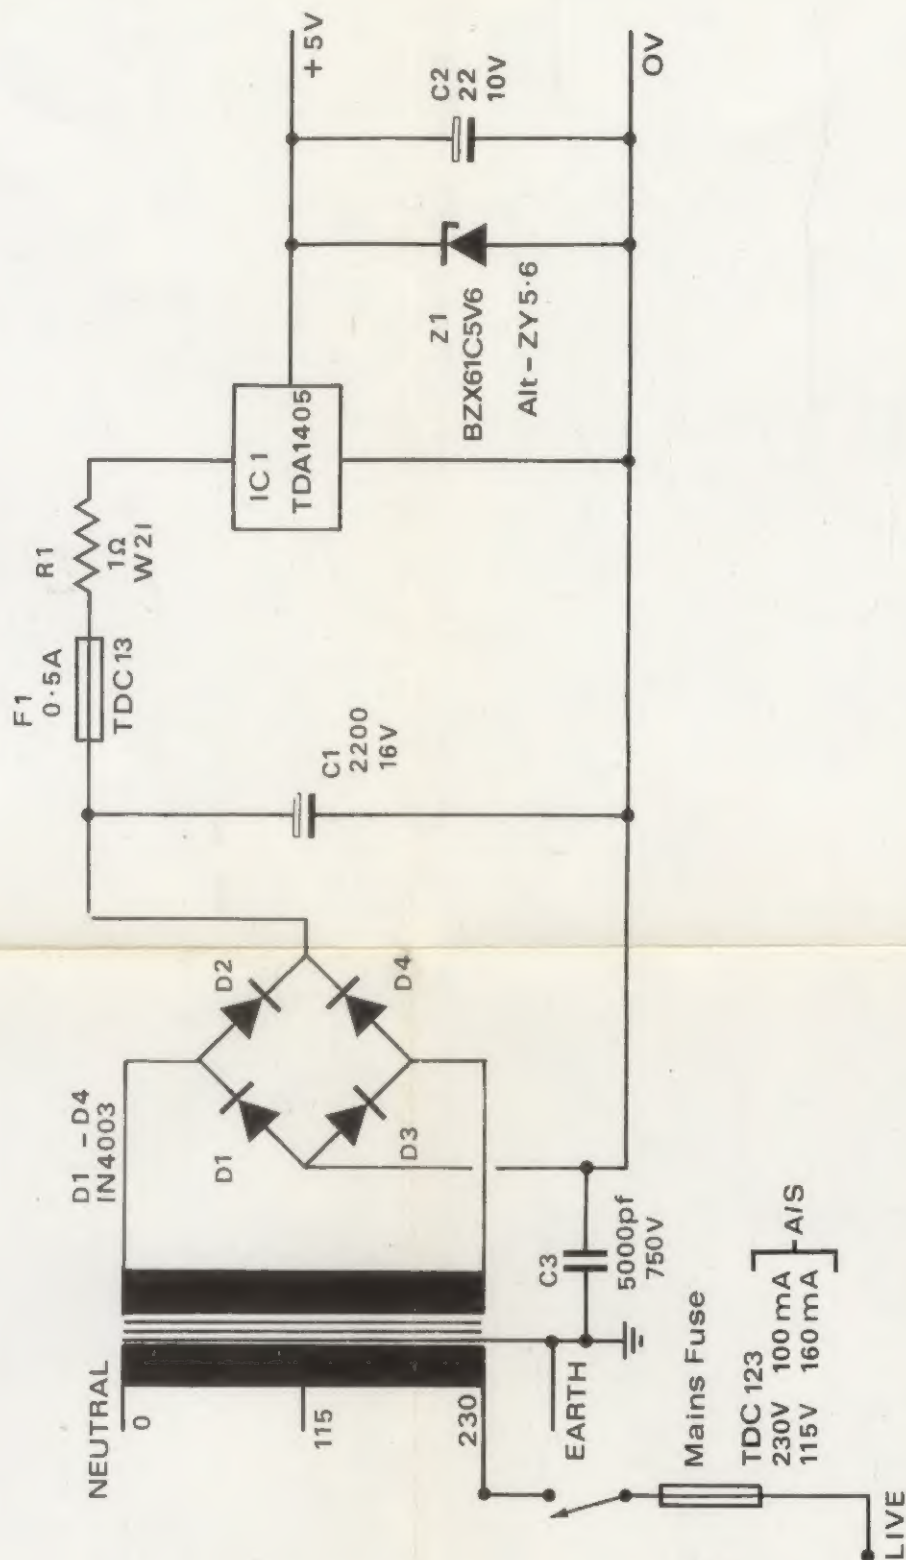 NEUTRAL
0
115
230
EARTH
LIVE
Mains Fuse
TDC 123
230V 100 mA
115V 160 mA
A/S
D1 - D4
IN4003
D1
D2
D3
D4
C3
5000pf
750V
C1
2200
16V
F1
0·5A
TDC13
R1
1Ω
W21
IC1
TDA1405
Z1
BZX61C5V6
Alt - ZY5·6
C2
22
10V
+5V
0V